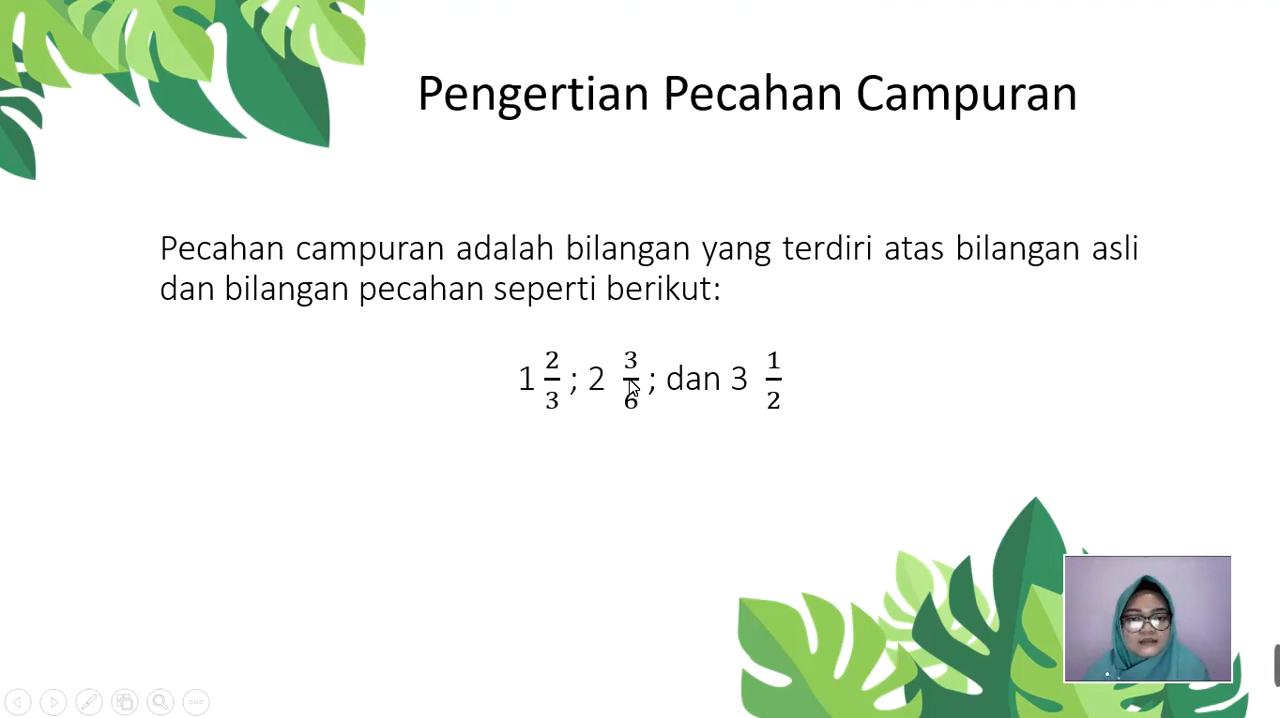 Pengertian Pecahan Campuran
Pecahan campuran adalah bilangan yang terdiri atas bilangan asli
dan bilangan pecahan seperti berikut:
1 2/3 ; 2 3/6 ; dan 3 1/2